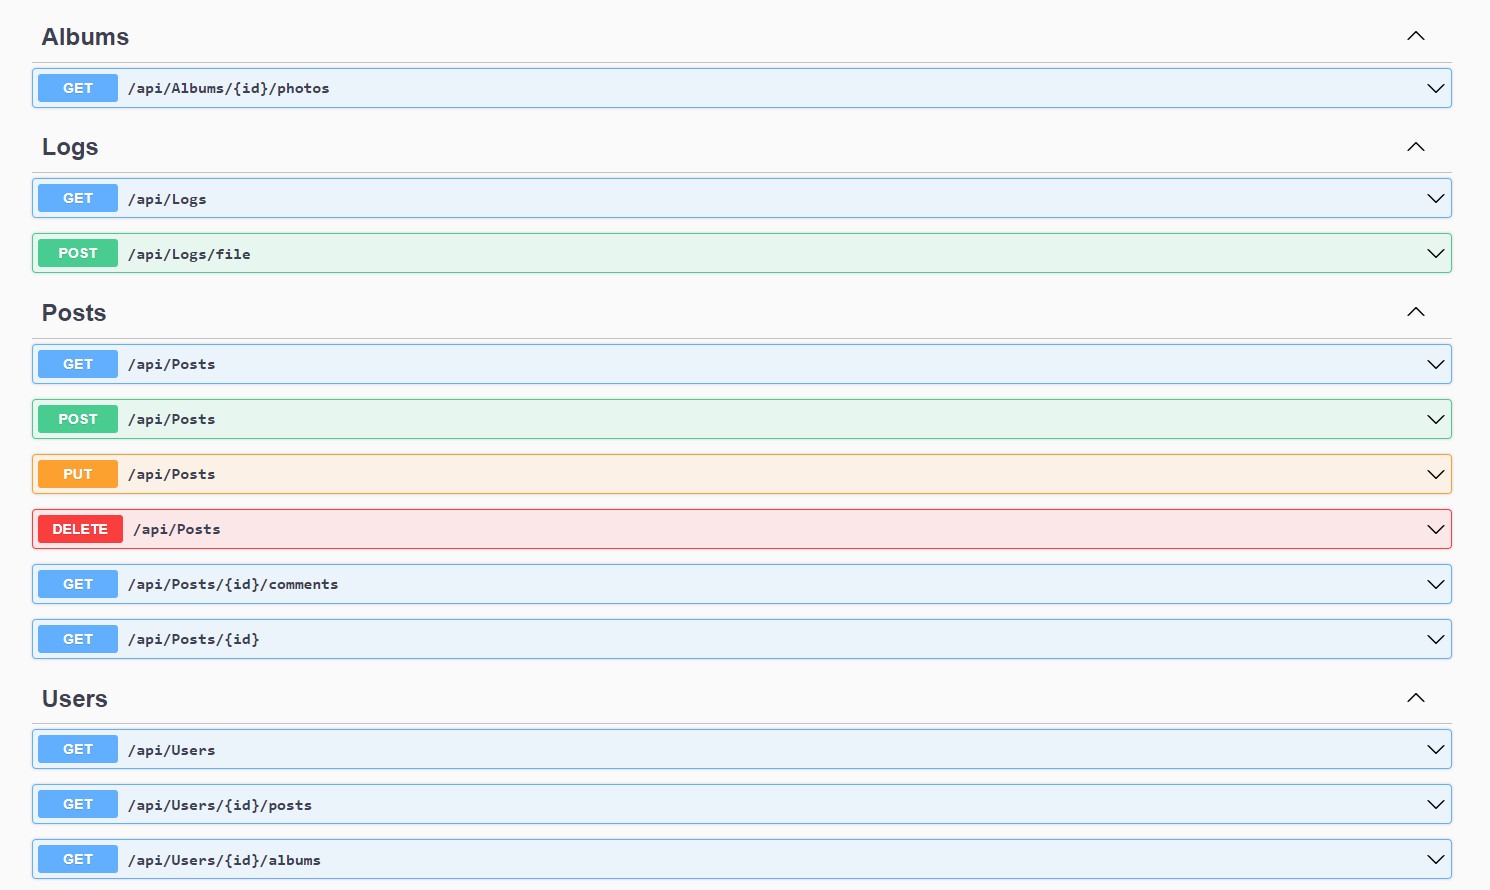 Albums
GET /api/Albums/{id}/photos
Logs
GET /api/Logs
POST /api/Logs/file
Posts
GET /api/Posts
POST /api/Posts
PUT /api/Posts
DELETE /api/Posts
GET /api/Posts/{id}/comments
GET /api/Posts/{id}
Users
GET /api/Users
GET /api/Users/{id}/posts
GET /api/Users/{id}/albums